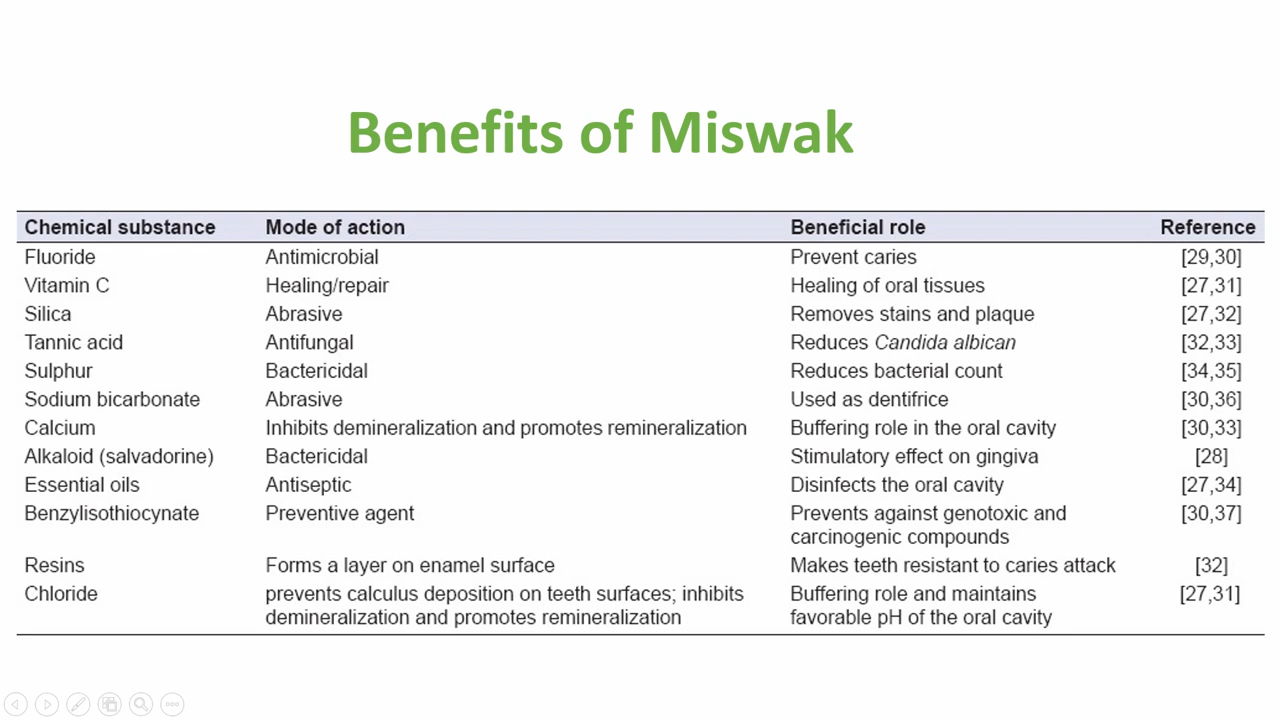 Benefits of Miswak
Chemical substance Mode of action Beneficial role Reference
Fluoride Antimicrobial Prevent caries [29,30]
Vitamin C Healing/repair Healing of oral tissues [27,31]
Silica Abrasive Removes stains and plaque [27,32]
Tannic acid Antifungal Reduces Candida albican [32,33]
Sulphur Bactericidal Reduces bacterial count [34,35]
Sodium bicarbonate Abrasive Used as dentifrice [30,36]
Calcium Inhibits demineralization and promotes remineralization Buffering role in the oral cavity [30,33]
Alkaloid (salvadorine) Bactericidal Stimulatory effect on gingiva [28]
Essential oils Antiseptic Disinfects the oral cavity [27,34]
Benzylisothiocynate Preventive agent Prevents against genotoxic and [30,37]
carcinogenic compounds
Resins Forms a layer on enamel surface Makes teeth resistant to caries attack [32]
Chloride prevents calculus deposition on teeth surfaces; inhibits Buffering role and maintains [27,31]
demineralization and promotes remineralization favorable pH of the oral cavity